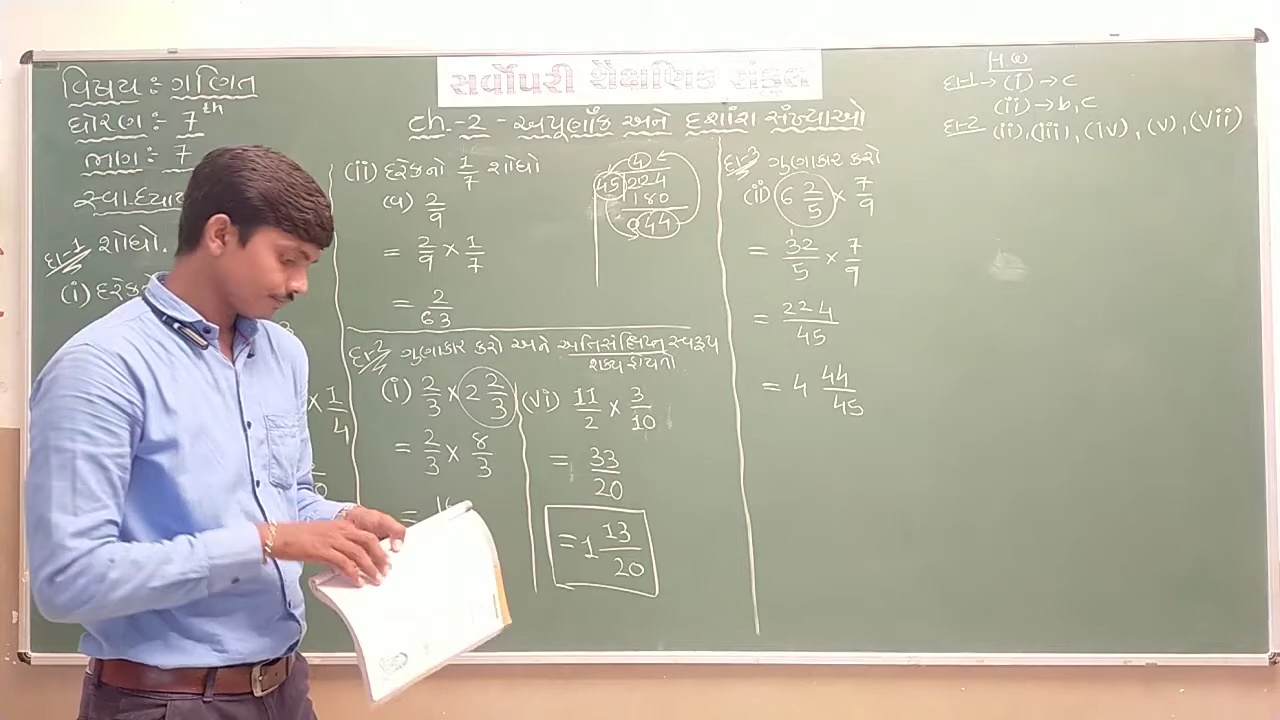 સર્વોપરી શૈક્ષણિક સંકુલ
વિષય : ગણિત
ધોરણ : 7th
ભાગ : 7
ch.-2 - અપૂર્ણાંક અને દશાંશ સંખ્યાઓ
H.W
દા-1 → (i) → c
(ii) → b, c
દા-2 (ii), (iii), (iv), (v), (vii)
દા-1 શોધો.
(i)
× 1/4
(ii) દરેકનો 1/7 શોધો
(a) 2/9
= 2/9 × 1/7
= 2/63
4
45 224
180
044
દા-2 ગુણાકાર કરો અને અતિસંક્ષિપ્ત સ્વરૂપ
(i) 2/3 × 2 2/3
= 2/3 × 8/3
(vi) 11/2 × 3/10
= 33/20
= 1 13/20
દા-3 ગુણાકાર કરો
(ii) 6 2/5 × 7/9
= 32/5 × 7/9
= 224/45
= 4 44/45